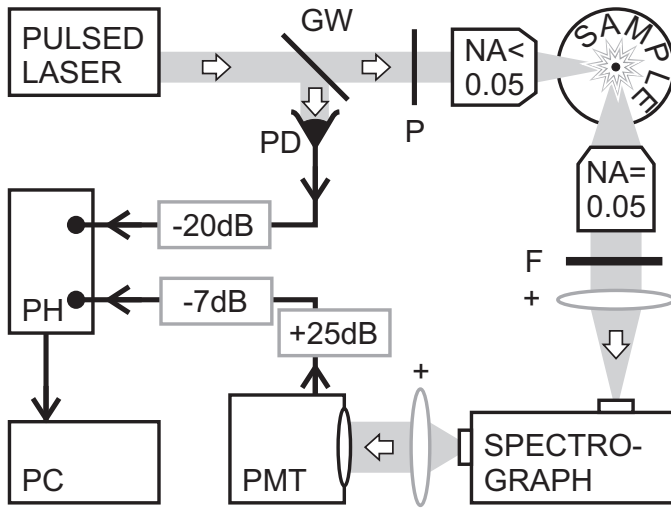 PULSED
LASER
GW
NA<
0.05
SAMPLE
P
PD
NA=
0.05
-20dB
F
+
PH
-7dB
+25dB
+
PC
PMT
SPECTRO-
GRAPH